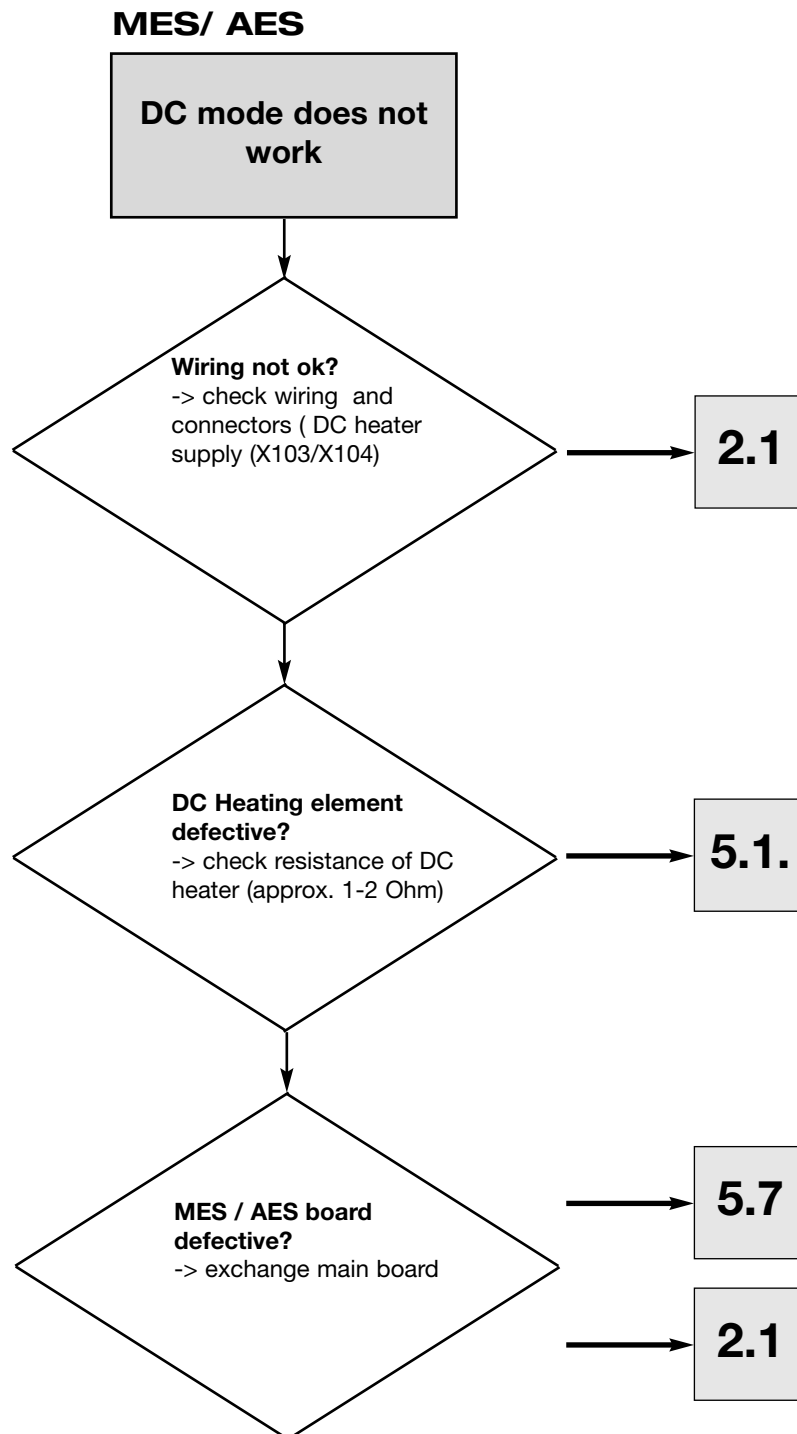 MES/ AES
DC mode does not
work
Wiring not ok?
-> check wiring and
connectors ( DC heater
supply (X103/X104)
2.1
DC Heating element
defective?
-> check resistance of DC
heater (approx. 1-2 Ohm)
5.1.
MES / AES board
defective?
-> exchange main board
5.7
2.1